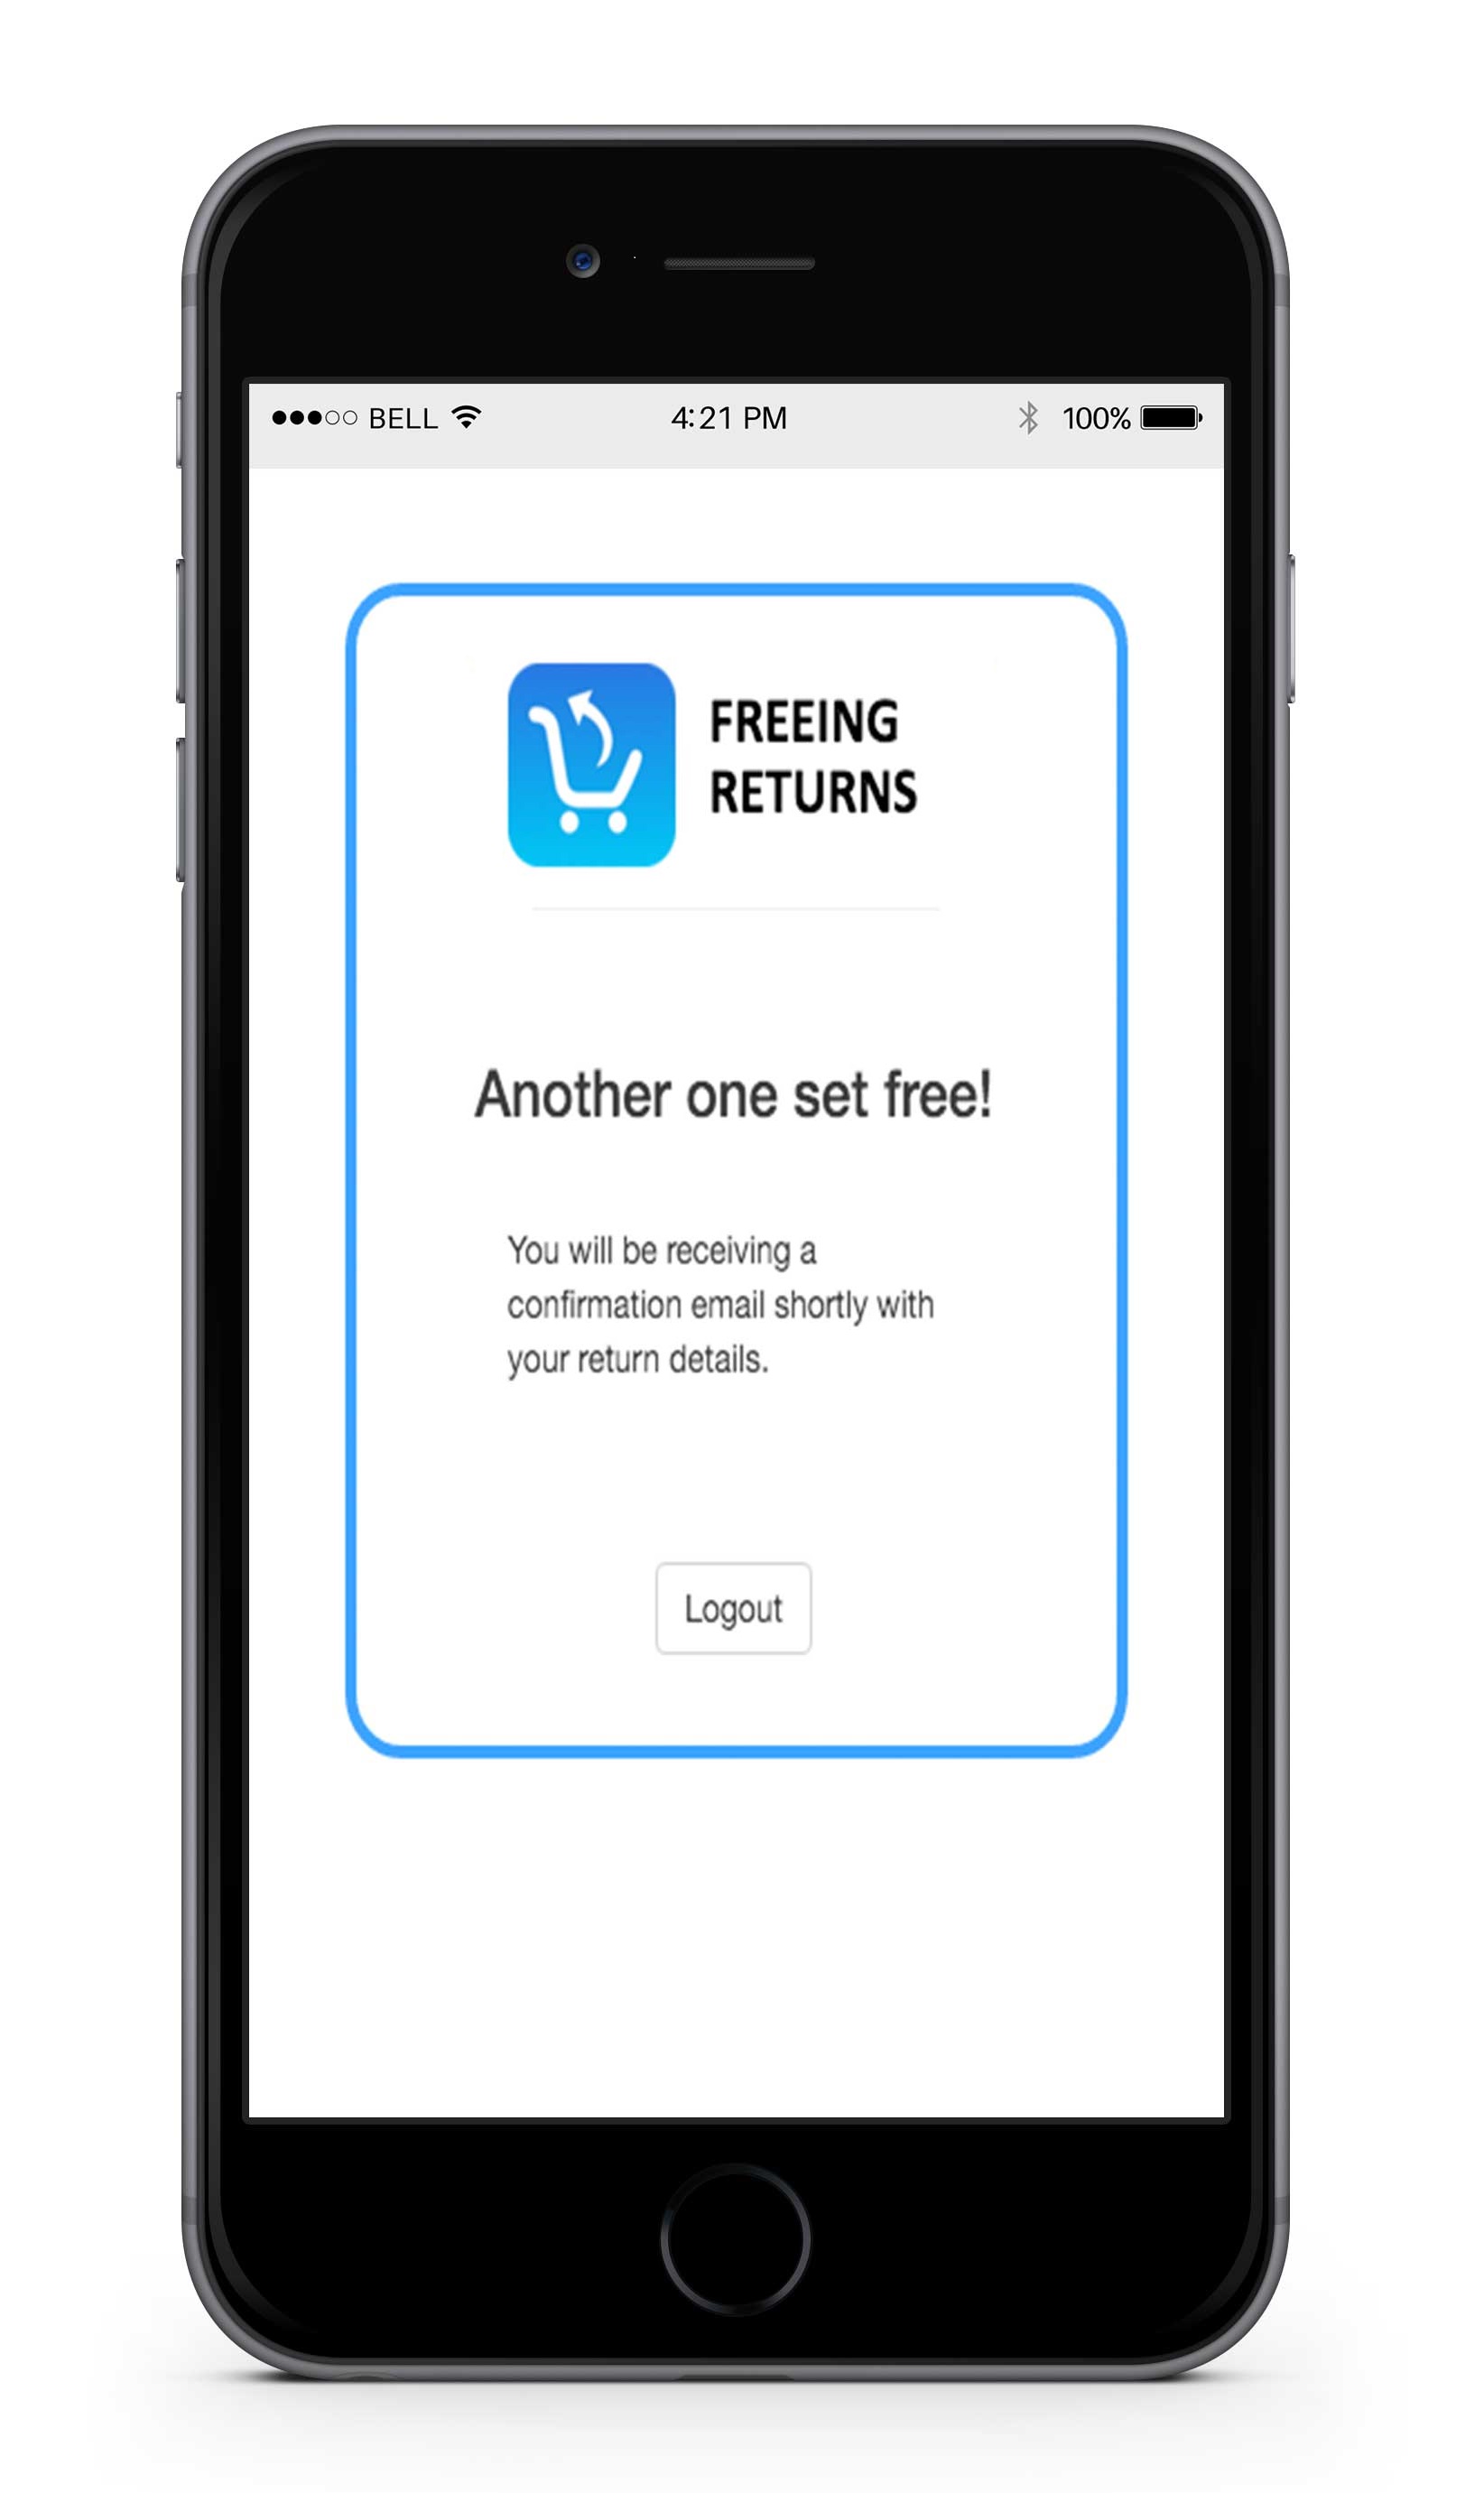 BELL 4:21 PM 100%
FREEING
RETURNS
Another one set free!
You will be receiving a
confirmation email shortly with
your return details.
Logout